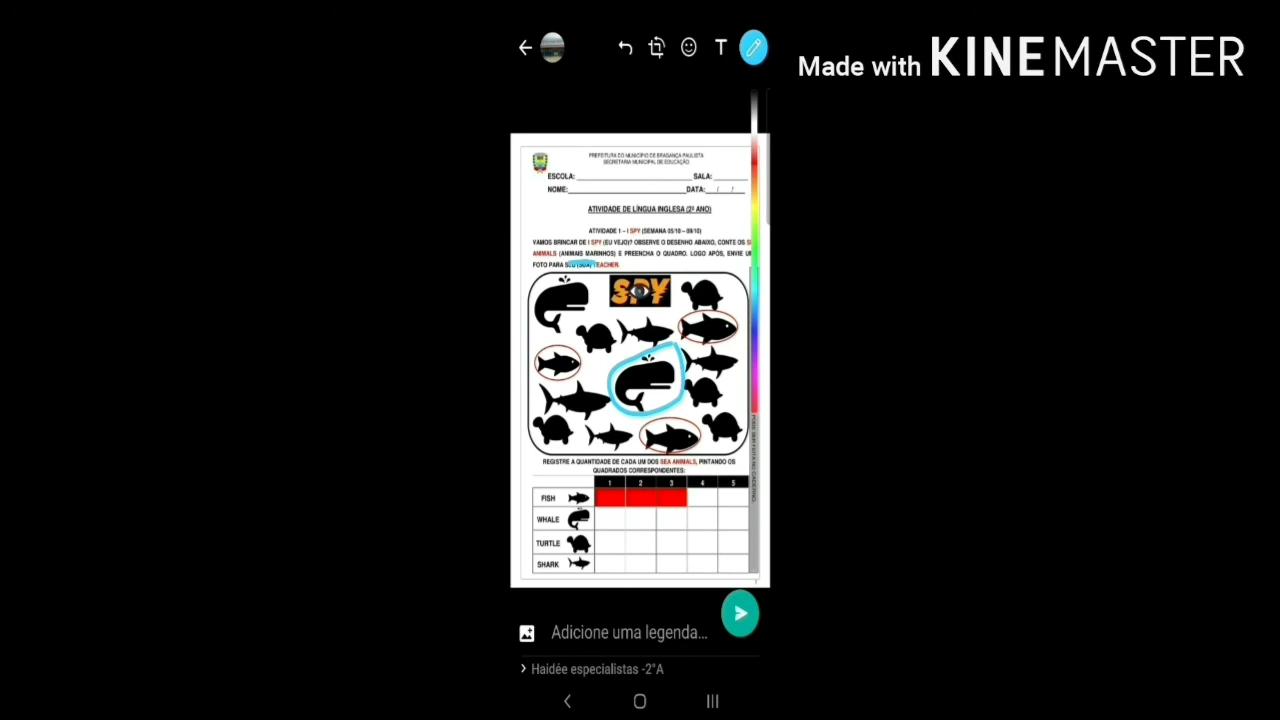 Made with KINEMASTER
T
PREFEITURA DO MUNICÍPIO DE BRAGANÇA PAULISTA
SECRETARIA MUNICIPAL DE EDUCAÇÃO
ESCOLA: SALA:
NOME: DATA: / /
ATIVIDADE DE LÍNGUA INGLESA (2º ANO)
ATIVIDADE 1 – I SPY (SEMANA 05/10 – 09/10)
VAMOS BRINCAR DE I SPY (EU VEJO)? OBSERVE O DESENHO ABAIXO, CONTE OS
ANIMALS (ANIMAIS MARINHOS) E PREENCHA O QUADRO. LOGO APÓS, ENVIE
FOTO PARA SEU (SUA) TEACHER.
SPY
REGISTRE A QUANTIDADE DE CADA UM DOS SEA ANIMALS, PINTANDO OS
QUADRADOS CORRESPONDENTES:
1 2 3 4 5
FISH
WHALE
TURTLE
SHARK
Adicione uma legenda...
Haidée especialistas -2°A